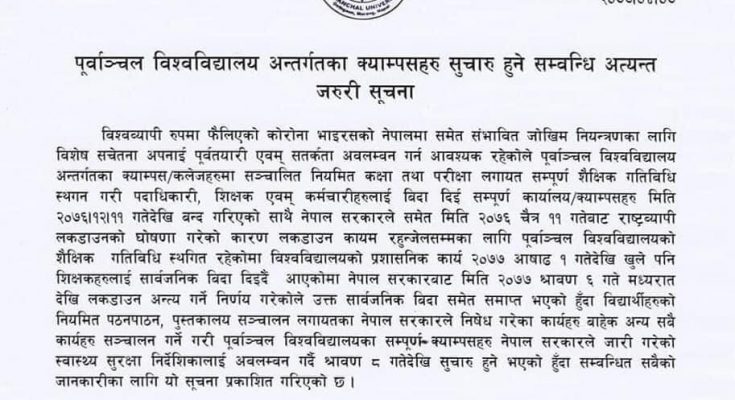 ANCHAL UNIVER
पूर्वाञ्चल विश्वविद्यालय अन्तर्गतका क्याम्पसहरु सुचारु हुने सम्वन्धि अत्यन्त
जरुरी सूचना
विश्वव्यापी रुपमा फैलिएको कोरोना भाइरसको नेपालमा समेत संभावित जोखिम नियन्त्रणका लागि
विशेष सचेतना अपनाई पूर्वतयारी एवम् सतर्कता अवलम्वन गर्न आवश्यक रहेकोले पूर्वाञ्चल विश्वविद्यालय
अन्तर्गतका क्याम्पस/कलेजहरुमा सञ्चालित नियमित कक्षा तथा परीक्षा लगायत सम्पूर्ण शैक्षिक गतिविधि
स्थगन गरी पदाधिकारी, शिक्षक एवम् कर्मचारीहरुलाई विदा दिई सम्पूर्ण कार्यालय/क्याम्पसहरु मिति
२०७६।१२।११ गतेदेखि बन्द गरिएको साथै नेपाल सरकारले समेत मिति २०७६ चैत्र ११ गतेबाट राष्ट्रव्यापी
लकडाउनको घोषणा गरेको कारण लकडाउन कायम रहुन्जेलसम्मका लागि पूर्वाञ्चल विश्वविद्यालयको
शैक्षिक गतिविधि स्थगित रहेकोमा विश्वविद्यालयको प्रशासनिक कार्य २०७७ आषाढ १ गतेदेखि खुले पनि
शिक्षकहरुलाई सार्वजनिक विदा दिइदै आएकोमा नेपाल सरकारबाट मिति २०७७ श्रावण ६ गते मध्यरात
देखि लकडाउन अन्त्य गर्ने निर्णय गरेकोले उक्त सार्वजनिक विदा समेत समाप्त भएको हुँदा विद्यार्थीहरुको
नियमित पठनपाठन, पुस्तकालय सञ्चालन लगायतका नेपाल सरकारले निषेध गरेका कार्यहरु बाहेक अन्य सवै
कार्यहरु सञ्चालन गर्ने गरी पूर्वाञ्चल विश्वविद्यालयका सम्पूर्ण क्याम्पसहरु नेपाल सरकारले जारी गरेको
स्वास्थ्य सुरक्षा निर्देशिकालाई अवलम्वन गर्दै श्रावण ८ गतेदेखि सुचारु हुने भएको हुँदा सम्बन्धित सवैको
जानकारीका लागि यो सूचना प्रकाशित गरिएको छ ।